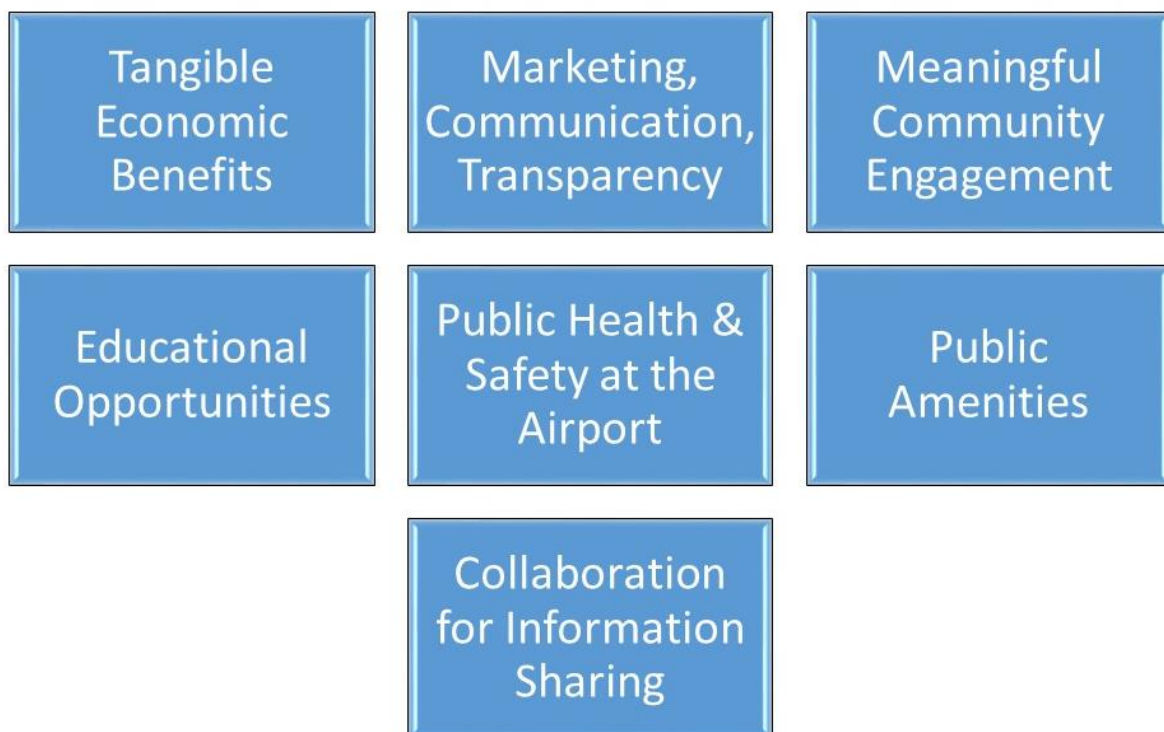 Tangible
Economic
Benefits
Marketing,
Communication,
Transparency
Meaningful
Community
Engagement
Educational
Opportunities
Public Health &
Safety at the
Airport
Public
Amenities
Collaboration
for Information
Sharing